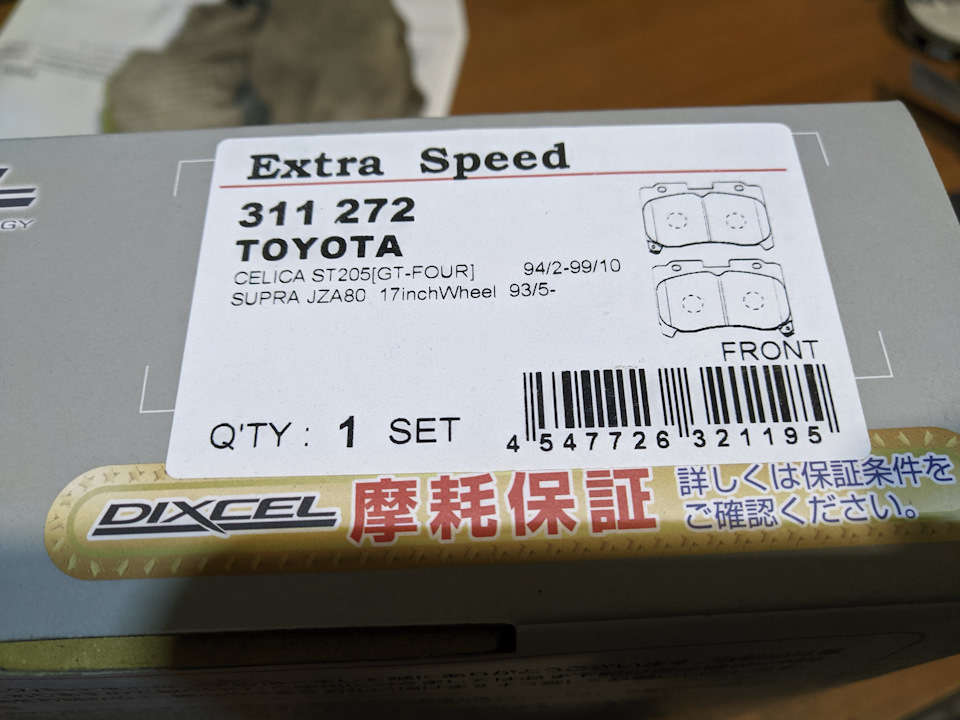 GY
Extra Speed
311 272
TOYOTA
CELICA ST205[GT-FOUR] 94/2-99/10
SUPRA JZA80 17inchWheel 93/5-
FRONT
Q'TY : 1 SET
4 547726 321195
DIXCEL 摩耗保証
詳しくは保証条件を
ご確認ください。